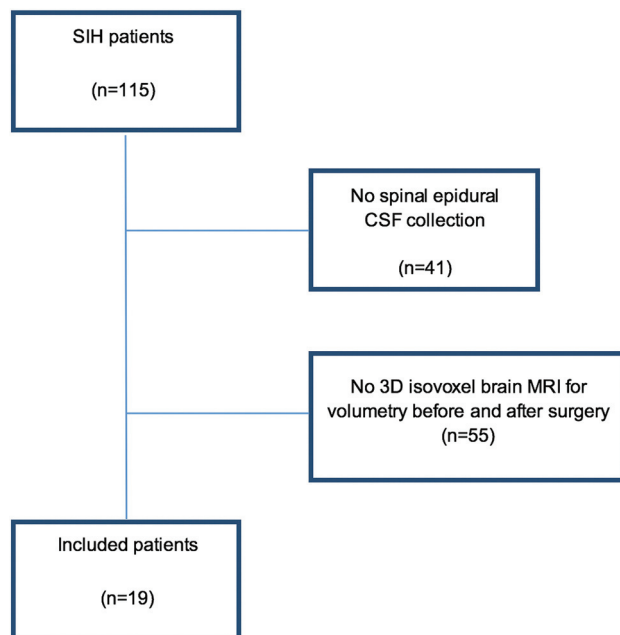 SIH patients
(n=115)
No spinal epidural
CSF collection
(n=41)
No 3D isovoxel brain MRI for
volumetry before and after surgery
(n=55)
Included patients
(n=19)